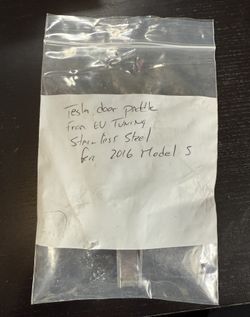 Tesla door paddle
From EV Tuning
Stainless Steel
for 2016 Model S